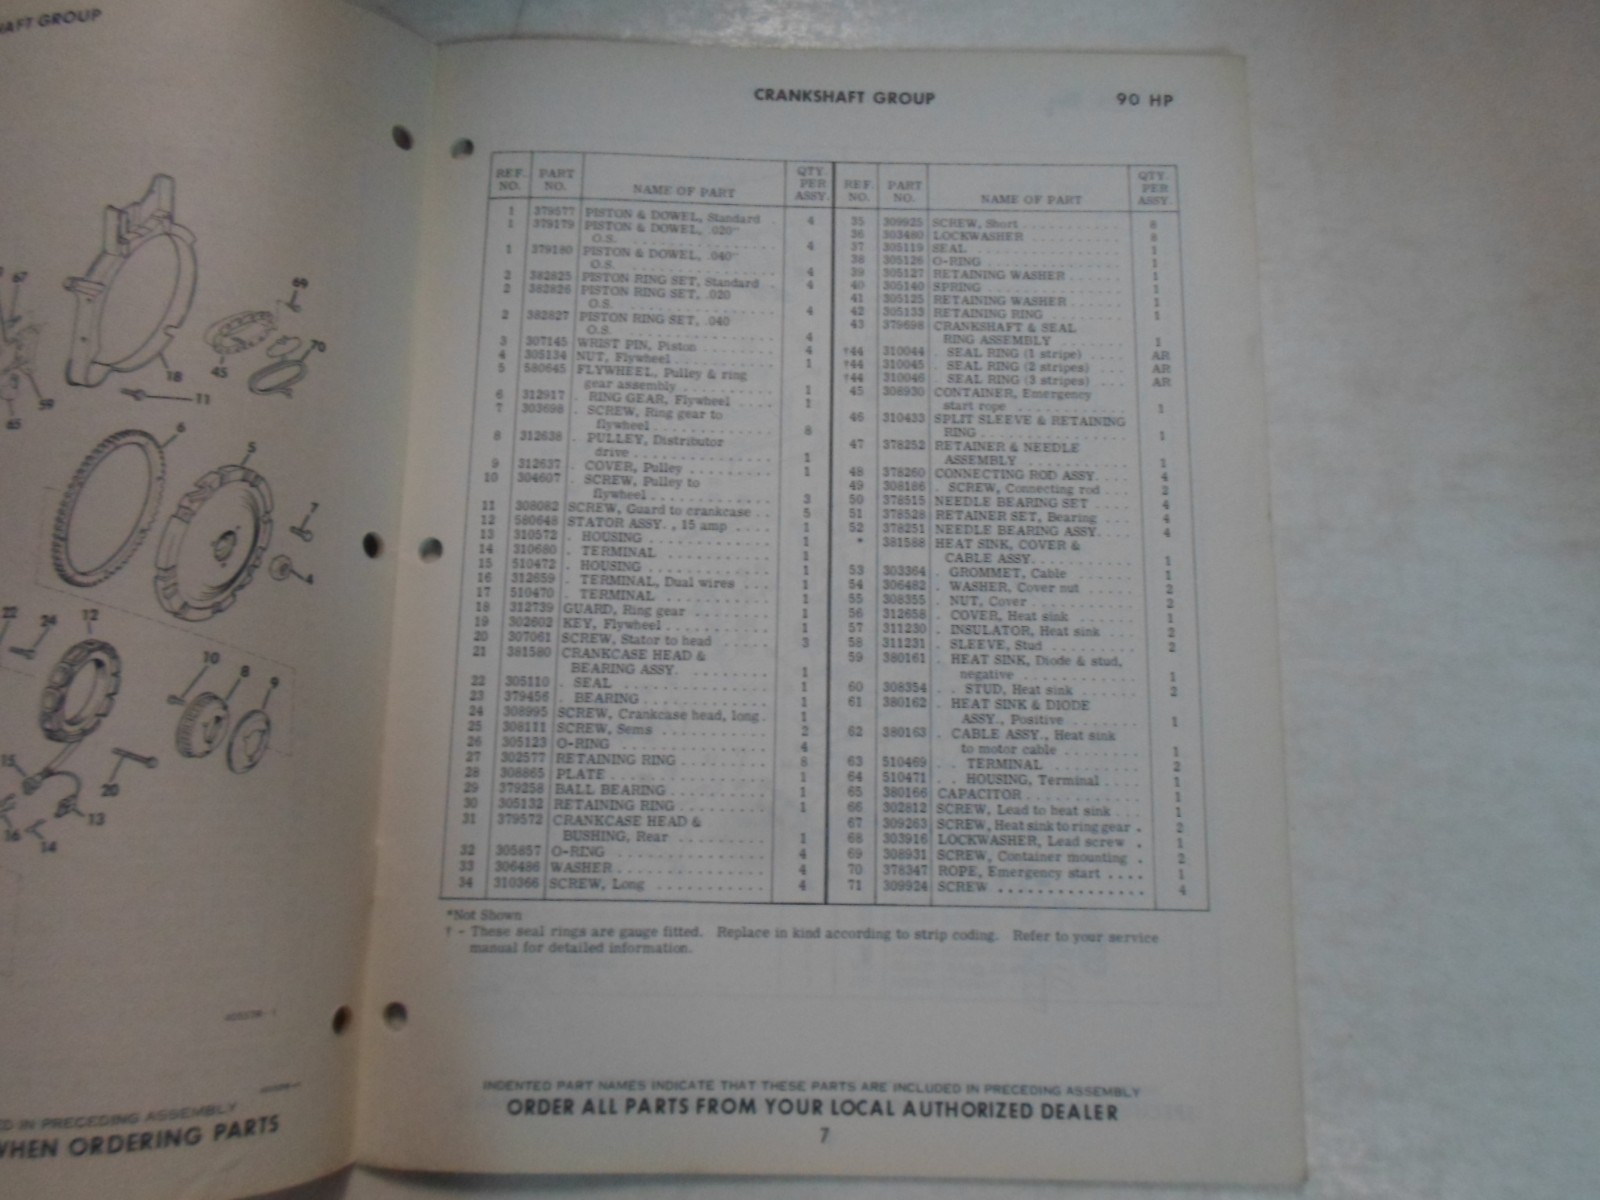 AFT GROUP
67
69
70
45
18
11
59
65
6
5
7
4
22
24
12
10
8
9
15
20
13
16
14
ED IN PRECEDING ASSEMBLY
WHEN ORDERING PARTS
CRANKSHAFT GROUP 90 HP
REF. NO. PART NO. NAME OF PART QTY. PER ASSY.
1 379577 PISTON & DOWEL, Standard . 4
1 379179 PISTON & DOWEL, .020"
O.S. 4
1 379180 PISTON & DOWEL, .040"
O.S. 4
2 382825 PISTON RING SET, Standard . 4
2 382826 PISTON RING SET, .020
O.S. 4
2 382827 PISTON RING SET, .040
O.S. 4
3 307145 WRIST PIN, Piston 4
4 305134 NUT, Flywheel 1
5 580645 FLYWHEEL, Pulley & ring
gear assembly 1
6 312917 . RING GEAR, Flywheel 1
7 303698 . SCREW, Ring gear to
flywheel 8
8 312638 . PULLEY, Distributor
drive 1
9 312637 . COVER, Pulley 1
10 304607 . SCREW, Pulley to
flywheel 3
11 308082 SCREW, Guard to crankcase . . 5
12 580648 STATOR ASSY., 15 amp 1
13 310572 . HOUSING 1
14 310680 . TERMINAL 1
15 510472 . HOUSING 1
16 312659 . TERMINAL, Dual wires 1
17 510470 . TERMINAL 1
18 312739 GUARD, Ring gear 1
19 302602 KEY, Flywheel 1
20 307061 SCREW, Stator to head 3
21 381580 CRANKCASE HEAD &
BEARING ASSY. 1
22 305110 . SEAL 1
23 379456 . BEARING 1
24 308995 SCREW, Crankcase head, long . 1
25 308111 SCREW, Sems 2
26 305123 O-RING 4
27 302577 RETAINING RING 8
28 308865 PLATE 1
29 379258 BALL BEARING 1
30 305132 RETAINING RING 1
31 379572 CRANKCASE HEAD &
BUSHING, Rear 1
32 305857 O-RING 4
33 306486 WASHER 4
34 310366 SCREW, Long 4
REF. NO. PART NO. NAME OF PART QTY. PER ASSY.
35 309925 SCREW, Short 8
36 303480 LOCKWASHER 8
37 305119 SEAL 1
38 305126 O-RING 1
39 305127 RETAINING WASHER 1
40 305140 SPRING 1
41 305125 RETAINING WASHER 1
42 305133 RETAINING RING 1
43 379698 CRANKSHAFT & SEAL
RING ASSEMBLY 1
†44 310044 . SEAL RING (1 stripe) AR
†44 310045 . SEAL RING (2 stripes) AR
†44 310046 . SEAL RING (3 stripes) AR
45 308930 CONTAINER, Emergency
start rope 1
46 310433 SPLIT SLEEVE & RETAINING
RING 1
47 378252 RETAINER & NEEDLE
ASSEMBLY 1
48 378260 CONNECTING ROD ASSY. 4
49 308186 . SCREW, Connecting rod 2
50 378515 NEEDLE BEARING SET 4
51 378528 RETAINER SET, Bearing 4
52 378251 NEEDLE BEARING ASSY. 4
* 381588 HEAT SINK, COVER &
CABLE ASSY. 1
53 303364 . GROMMET, Cable 1
54 306482 . WASHER, Cover nut 2
55 308355 . NUT, Cover 2
56 312658 . COVER, Heat sink 1
57 311230 . INSULATOR, Heat sink 2
58 311231 . SLEEVE, Stud 2
59 380161 . HEAT SINK, Diode & stud,
negative 1
60 308354 . . STUD, Heat sink 2
61 380162 . HEAT SINK & DIODE
ASSY., Positive 1
62 380163 . CABLE ASSY., Heat sink
to motor cable 1
63 510469 . . TERMINAL 2
64 510471 . . HOUSING, Terminal 1
65 380166 CAPACITOR 1
66 302812 SCREW, Lead to heat sink 1
67 309263 SCREW, Heat sink to ring gear . 2
68 303916 LOCKWASHER, Lead screw . 1
69 308931 SCREW, Container mounting . 2
70 378347 ROPE, Emergency start 1
71 309924 SCREW 4
*Not Shown
† - These seal rings are gauge fitted. Replace in kind according to strip coding. Refer to your service
manual for detailed information.
INDENTED PART NAMES INDICATE THAT THESE PARTS ARE INCLUDED IN PRECEDING ASSEMBLY
ORDER ALL PARTS FROM YOUR LOCAL AUTHORIZED DEALER
7